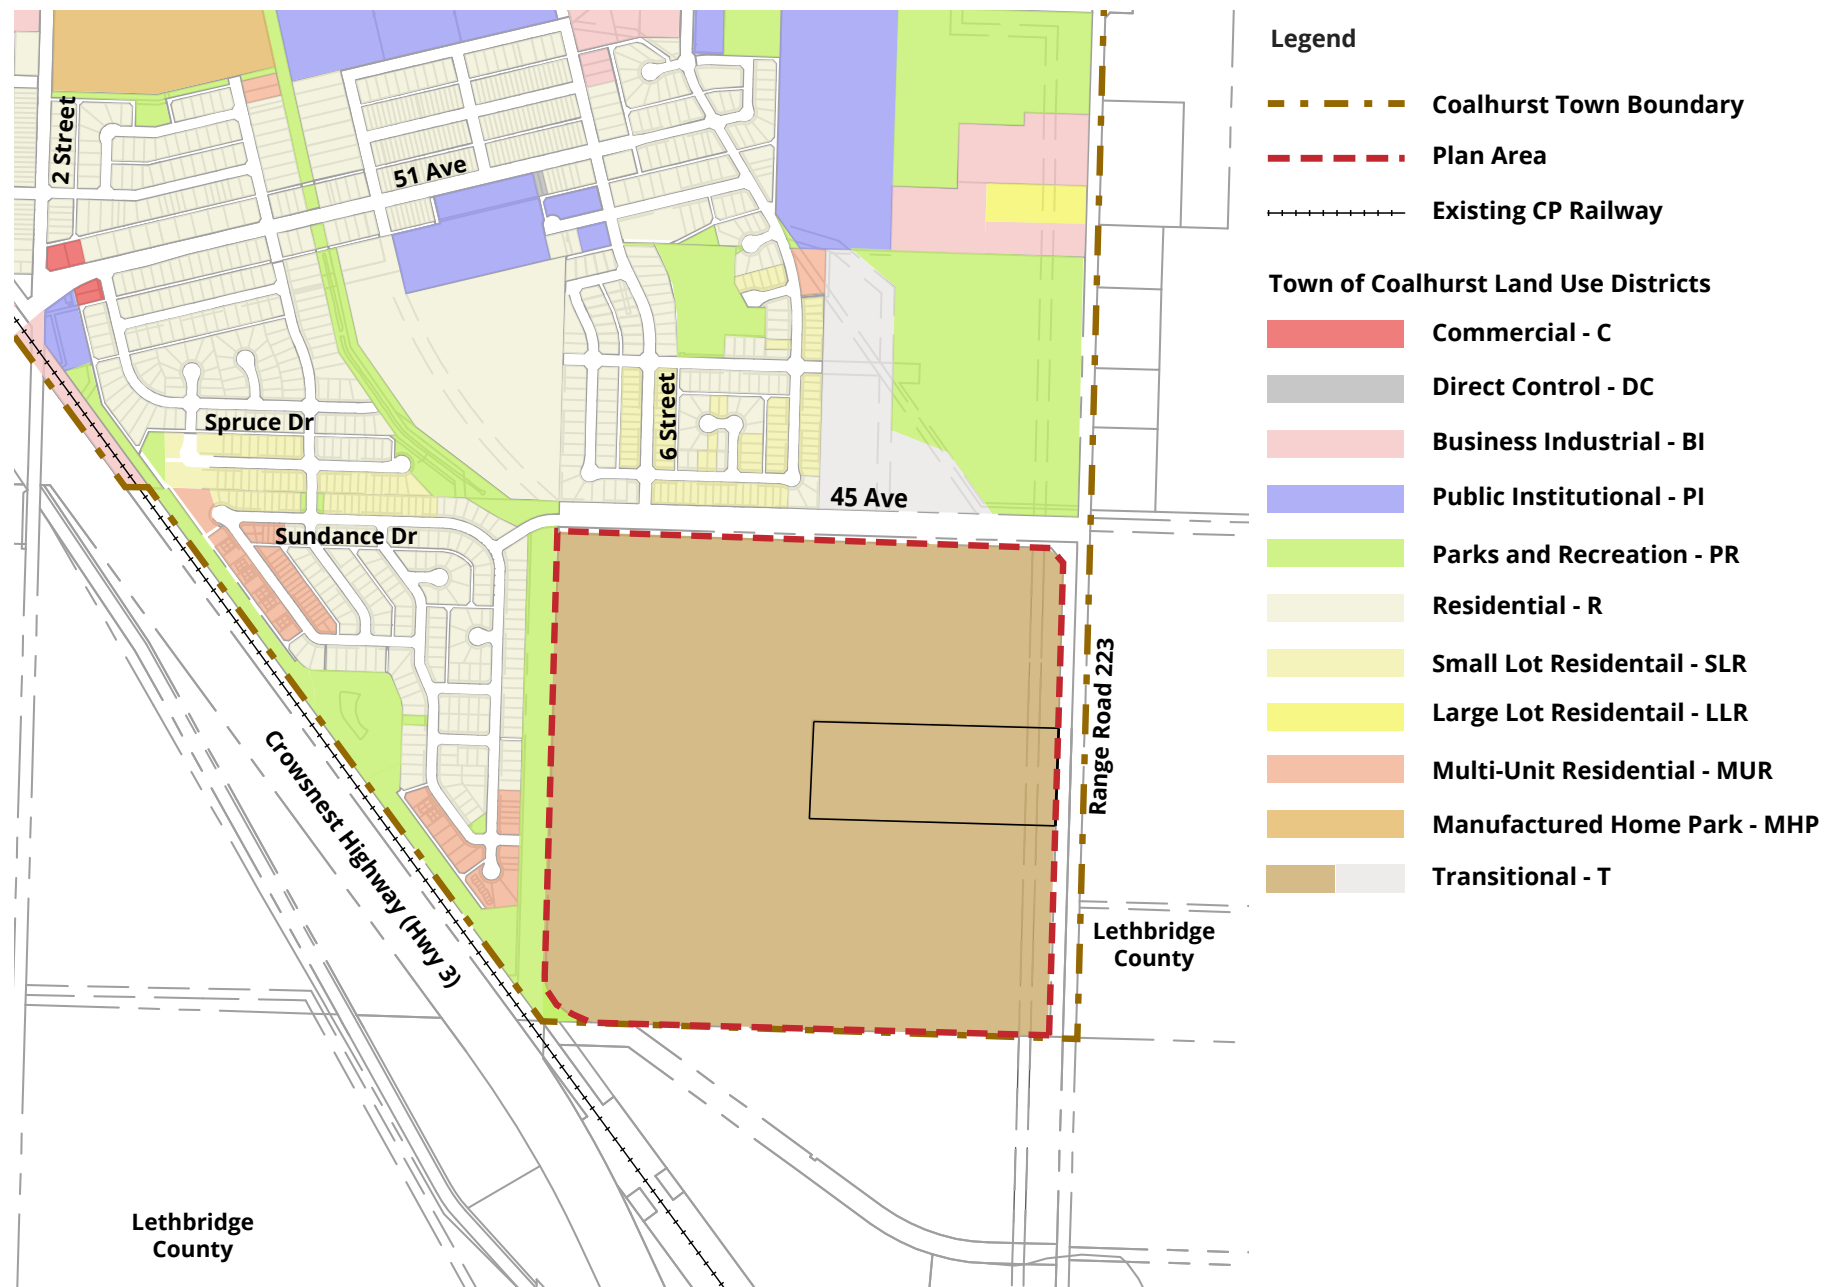 2 Street
51 Ave
Spruce Dr
6 Street
45 Ave
Sundance Dr
Range Road 223
Crowsnest Highway (Hwy 3)
Lethbridge
County
Lethbridge
County
Legend
Coalhurst Town Boundary
Plan Area
Existing CP Railway
Town of Coalhurst Land Use Districts
Commercial - C
Direct Control - DC
Business Industrial - BI
Public Institutional - PI
Parks and Recreation - PR
Residential - R
Small Lot Residentail - SLR
Large Lot Residentail - LLR
Multi-Unit Residential - MUR
Manufactured Home Park - MHP
Transitional - T